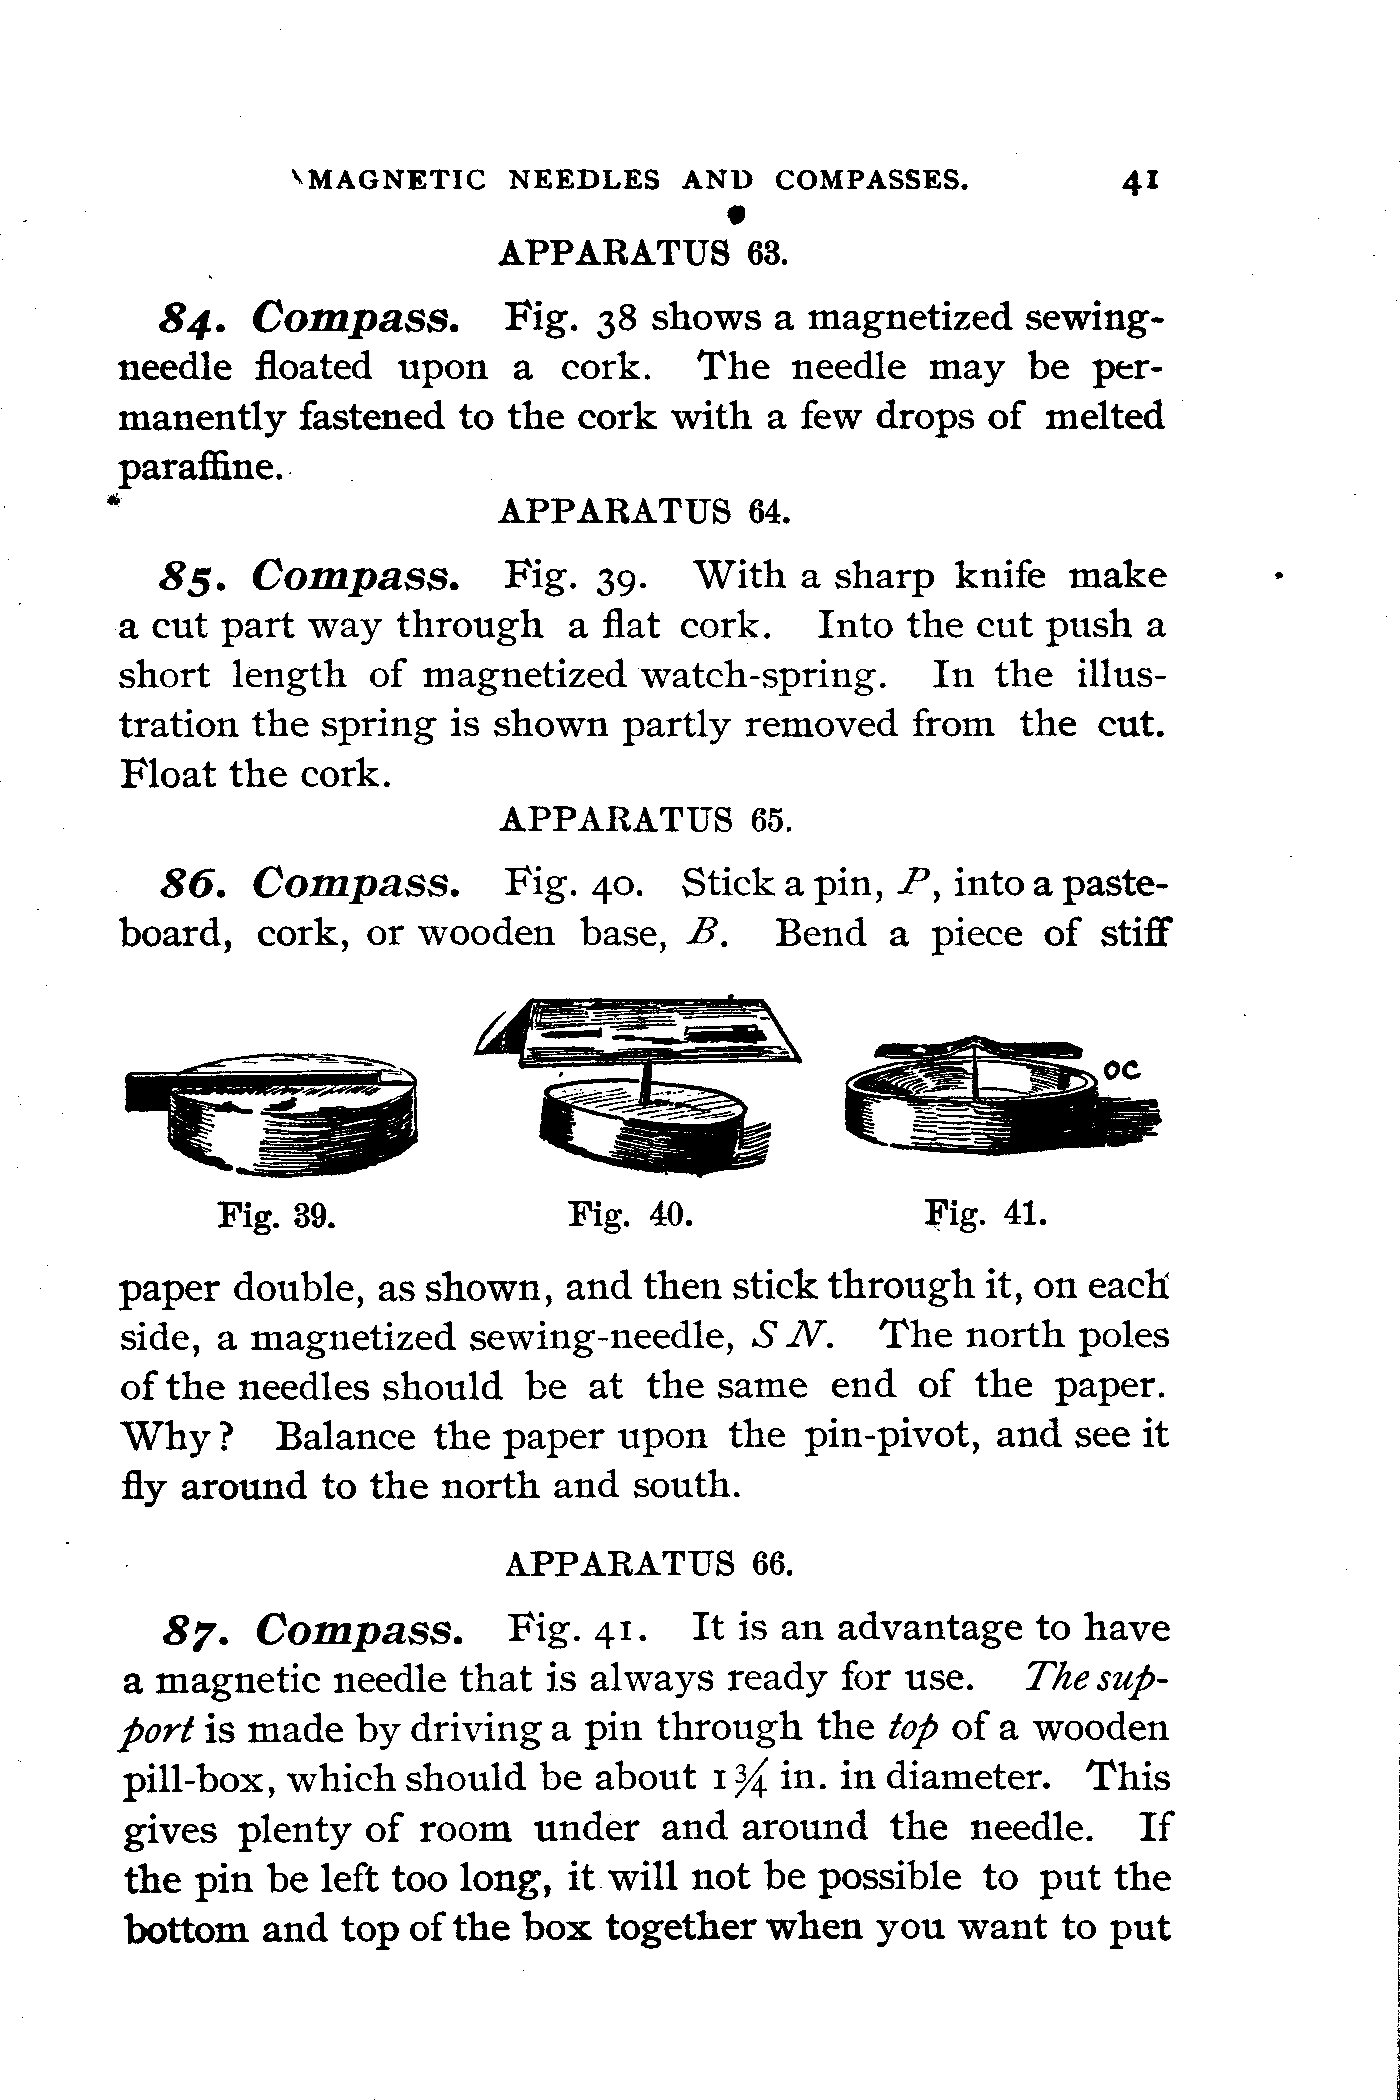 MAGNETIC NEEDLES AND COMPASSES. 41
APPARATUS 63.
84. Compass. Fig. 38 shows a magnetized sewing-
needle floated upon a cork. The needle may be per-
manently fastened to the cork with a few drops of melted
paraffine.
APPARATUS 64.
85. Compass. Fig. 39. With a sharp knife make
a cut part way through a flat cork. Into the cut push a
short length of magnetized watch-spring. In the illus-
tration the spring is shown partly removed from the cut.
Float the cork.
APPARATUS 65.
86. Compass. Fig. 40. Stick a pin, P, into a paste-
board, cork, or wooden base, B. Bend a piece of stiff
OC
Fig. 39. Fig. 40. Fig. 41.
paper double, as shown, and then stick through it, on each
side, a magnetized sewing-needle, S N. The north poles
of the needles should be at the same end of the paper.
Why? Balance the paper upon the pin-pivot, and see it
fly around to the north and south.
APPARATUS 66.
87. Compass. Fig. 41. It is an advantage to have
a magnetic needle that is always ready for use. The sup-
port is made by driving a pin through the top of a wooden
pill-box, which should be about 1¾ in. in diameter. This
gives plenty of room under and around the needle. If
the pin be left too long, it will not be possible to put the
bottom and top of the box together when you want to put